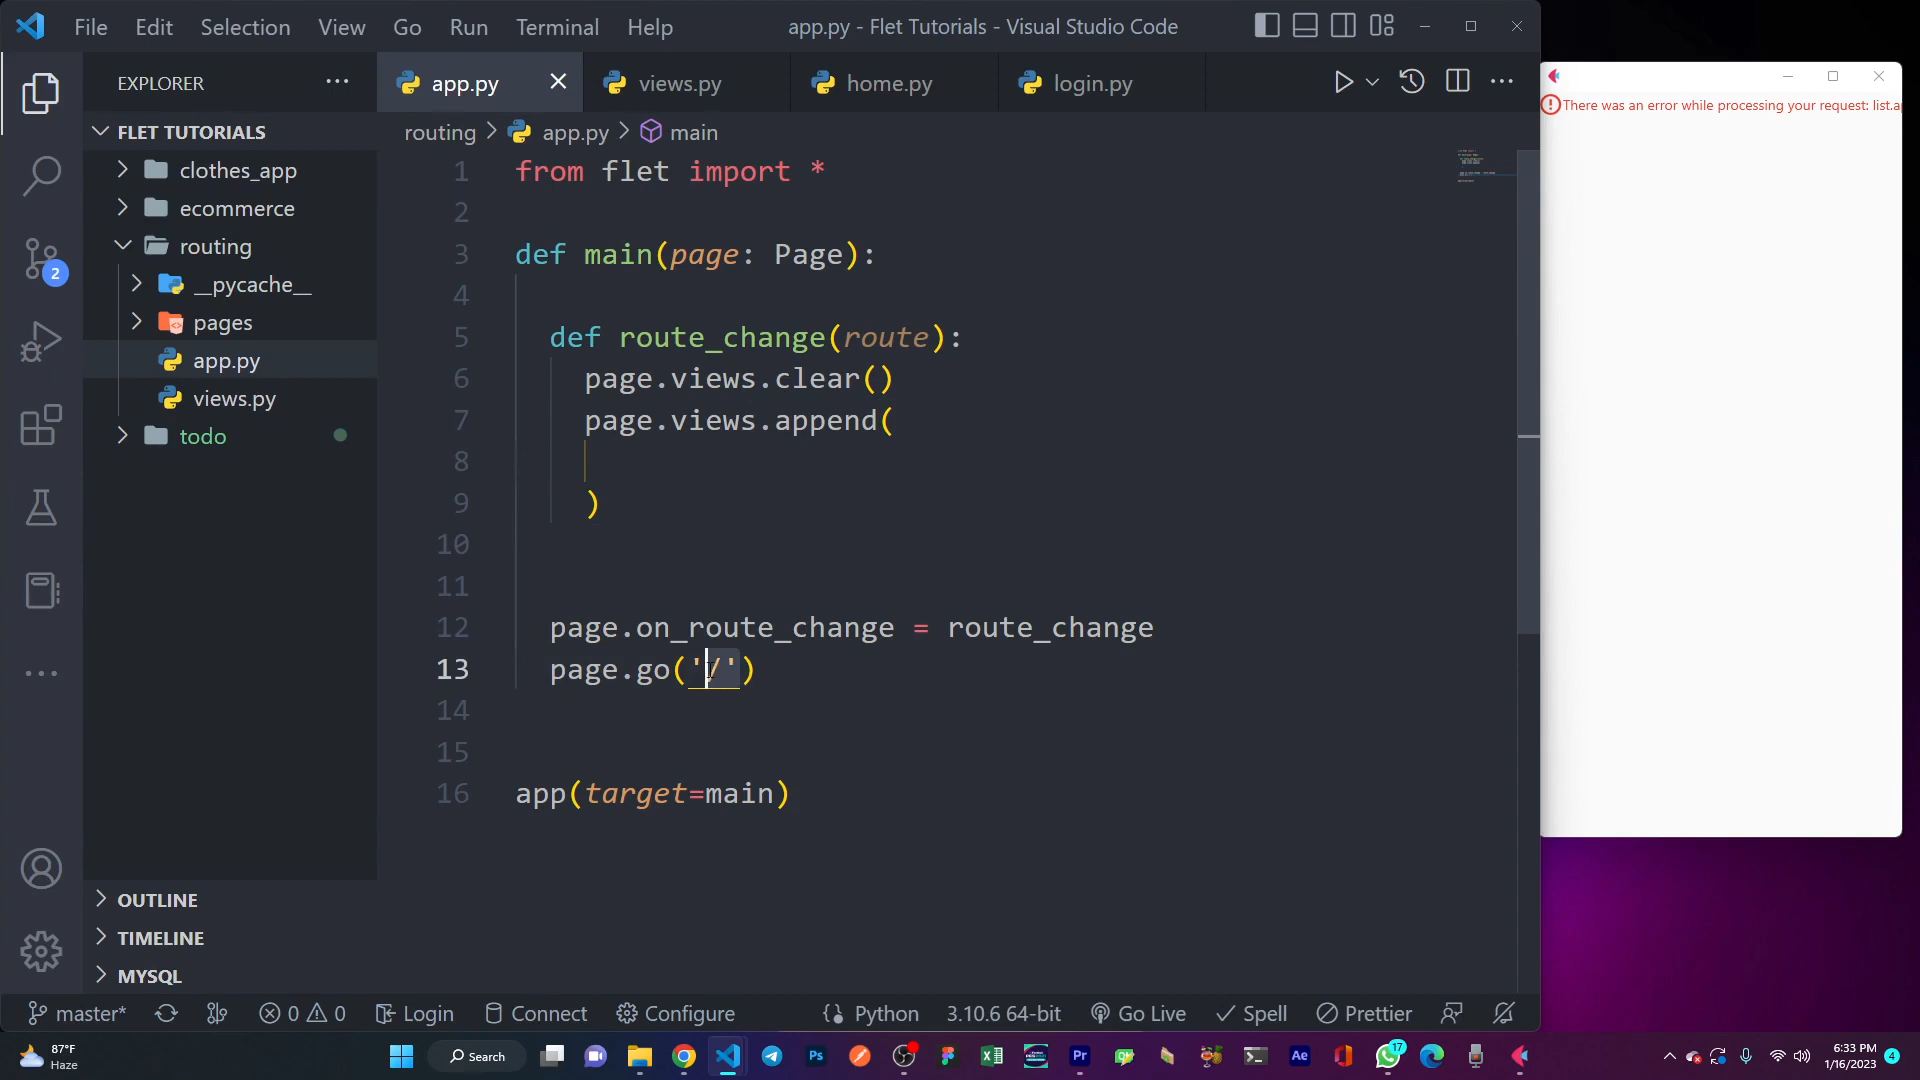 File Edit Selection View Go Run Terminal Help app.py - Flet Tutorials - Visual Studio Code
EXPLORER
FLET TUTORIALS
clothes_app
ecommerce
routing
__pycache__
pages
app.py
views.py
todo
OUTLINE
TIMELINE
MYSQL
2
app.py views.py home.py login.py
routing > app.py > main
1 from flet import *
2
3 def main(page: Page):
4
5 def route_change(route):
6 page.views.clear()
7 page.views.append(
8
9 )
10
11
12 page.on_route_change = route_change
13 page.go('/')
14
15
16 app(target=main)
There was an error while processing your request: list.a
master* 0 0 Login Connect Configure Python 3.10.6 64-bit Go Live Spell Prettier
87°F
Haze
Search
Ps
Pr
Ae
17
6:33 PM
1/16/2023
4